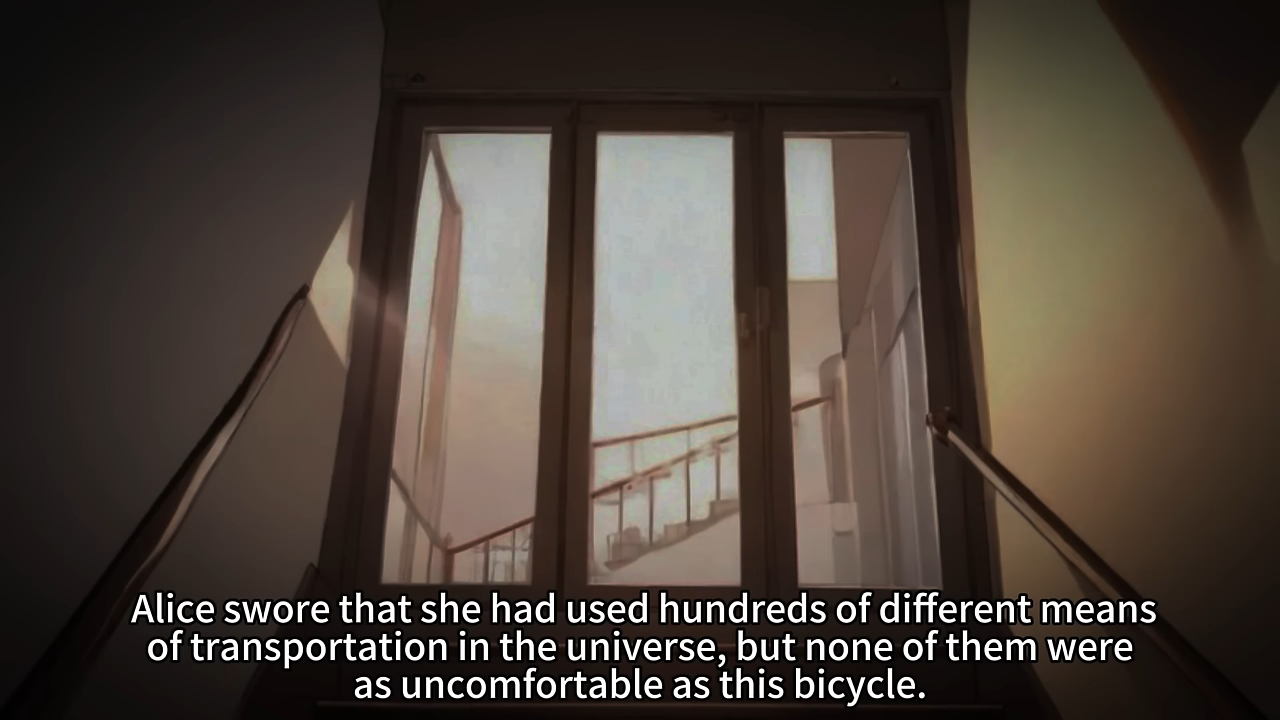 Alice swore that she had used hundreds of different means
of transportation in the universe, but none of them were
as uncomfortable as this bicycle.